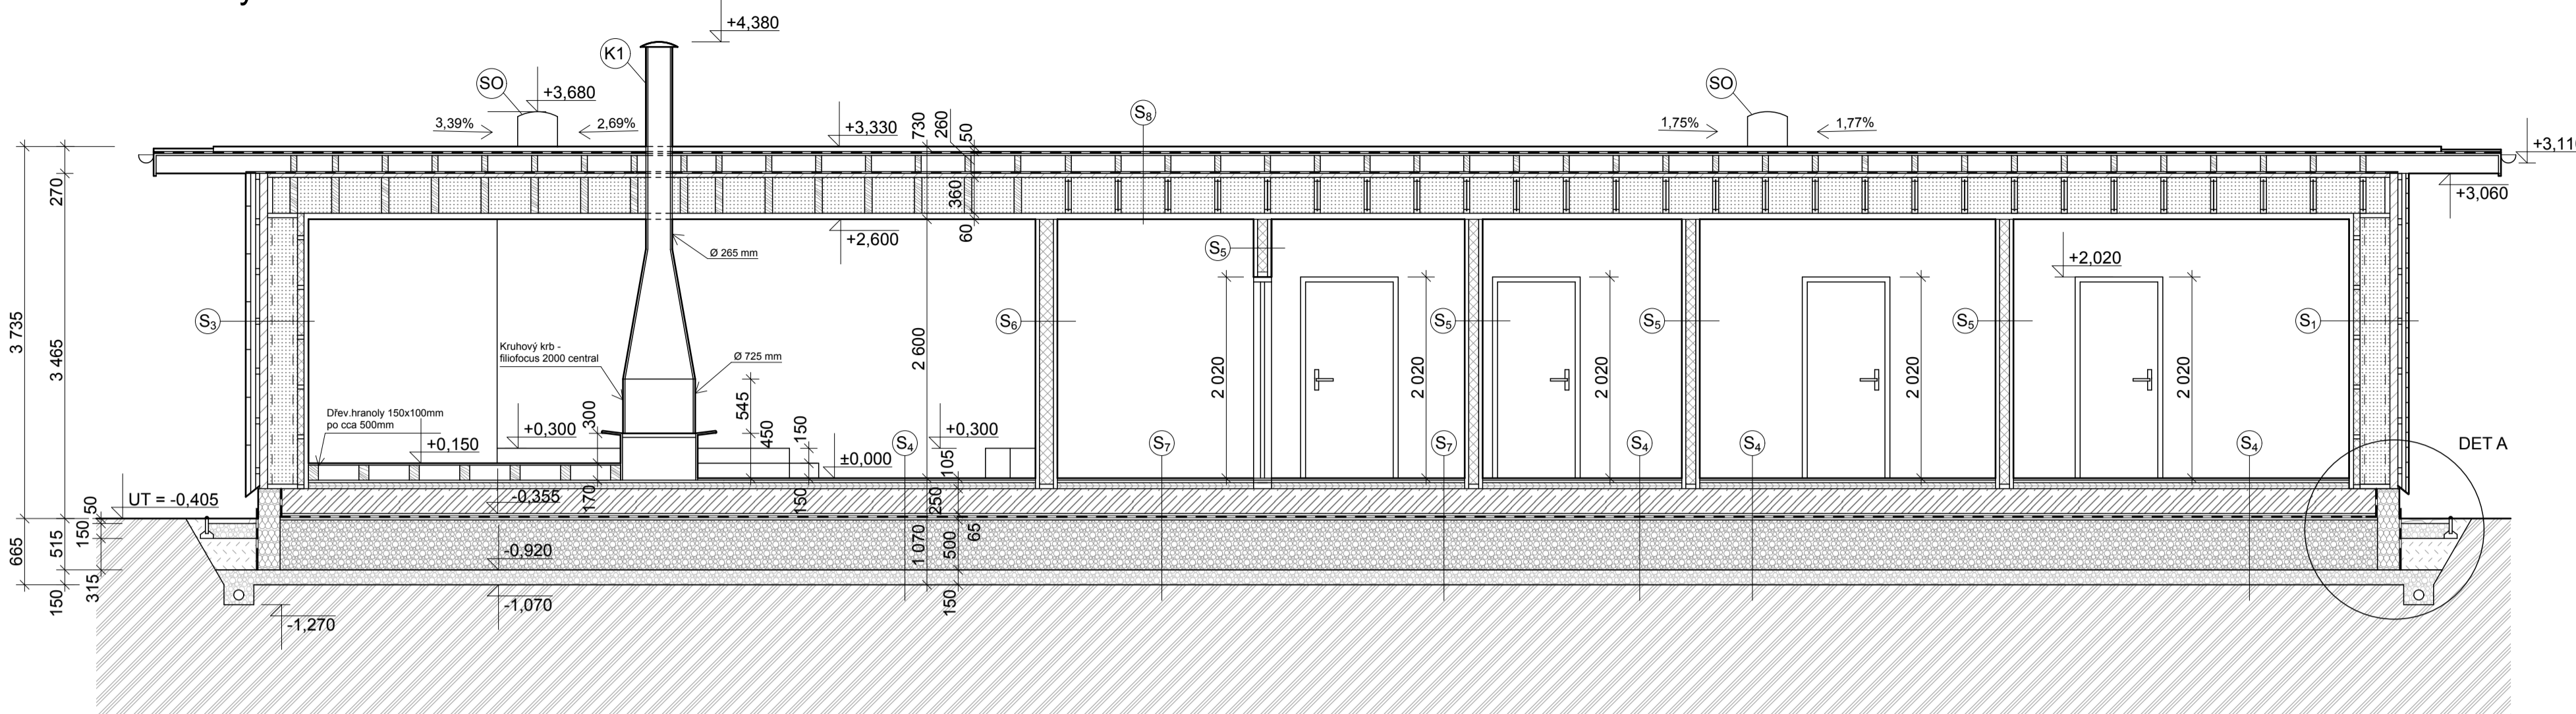 +4,380
K1
SO
+3,680
3,39%
2,69%
+3,330
730
260
50
S8
SO
1,75%
1,77%
+3,060
270
360
60
+2,600
Ø 265 mm
S5
+2,020
3 735
3 465
S3
S6
S5
S5
S5
S1
Kruhový krb -
filiofocus 2000 central
Ø 725 mm
2 600
2 020
2 020
2 020
2 020
2 020
Dřev.hranoly 150x100mm
po cca 500mm
300
545
450
150
+0,300
+0,150
+0,300
S4
S7
S7
S4
S4
S4
DET A
±0,000
105
UT = -0,405
-0,355
170
150
250
50
150
665
515
315
150
-0,920
1 070
500
65
-1,070
150
-1,270